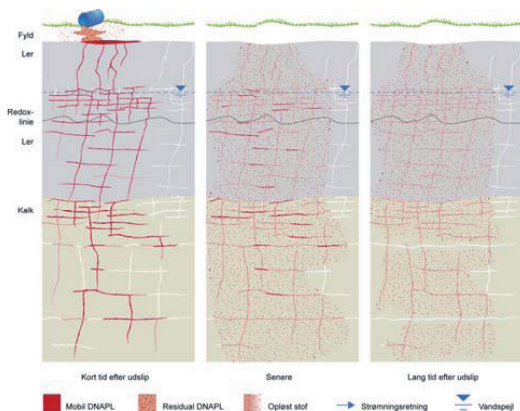 Fyld
Ler
Redox-
linie
Ler
Kalk
Kort tid efter udslip
Senere
Lang tid efter udslip
Mobil DNAPL
Residual DNAPL
Opløst stof
Strømningsretning
Vandspejl